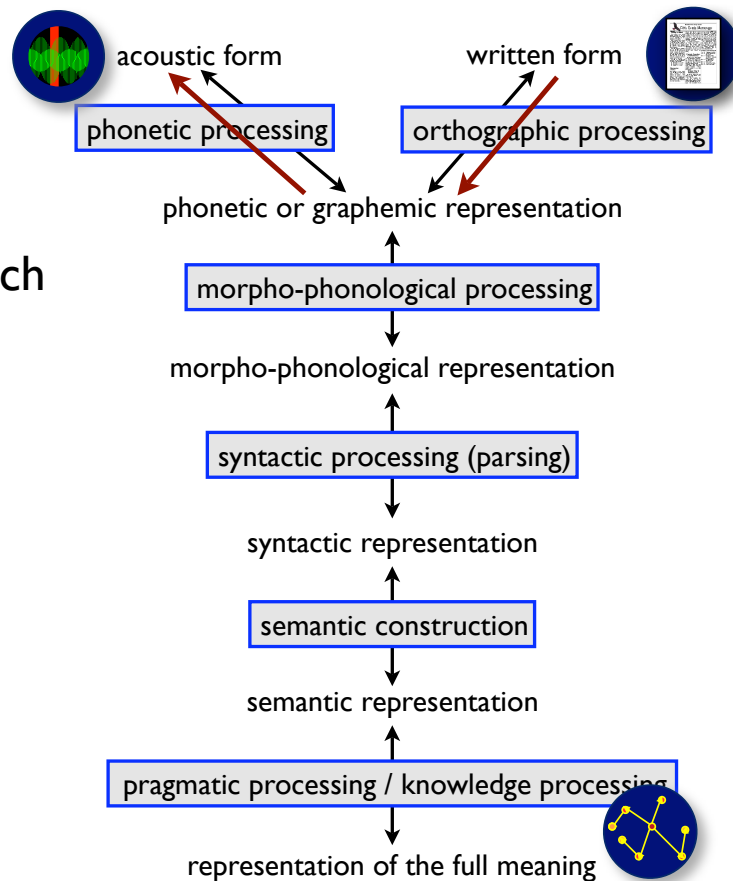 acoustic form
written form
phonetic processing
orthographic processing
phonetic or graphemic representation
ch
morpho-phonological processing
morpho-phonological representation
syntactic processing (parsing)
syntactic representation
semantic construction
semantic representation
pragmatic processing / knowledge processing
representation of the full meaning